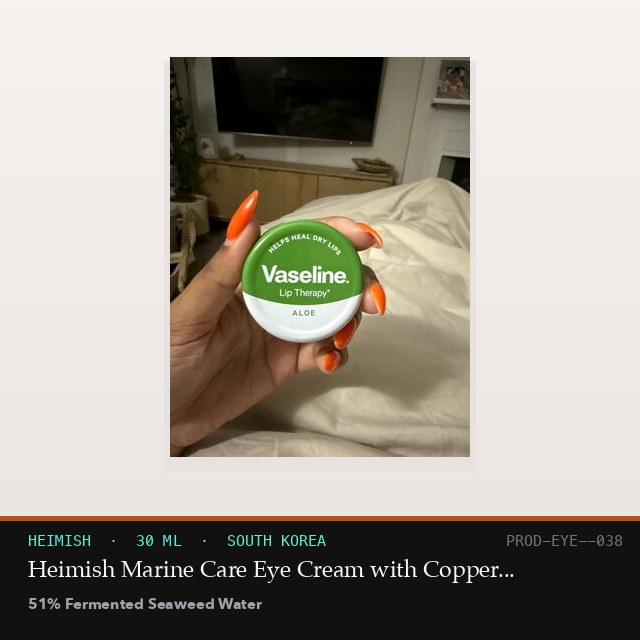 HELPS HEAL DRY LIPS
Vaseline.
Lip Therapy*
ALOE
HEIMISH · 30 ML · SOUTH KOREA
PROD–EYE––038
Heimish Marine Care Eye Cream with Copper...
51% Fermented Seaweed Water